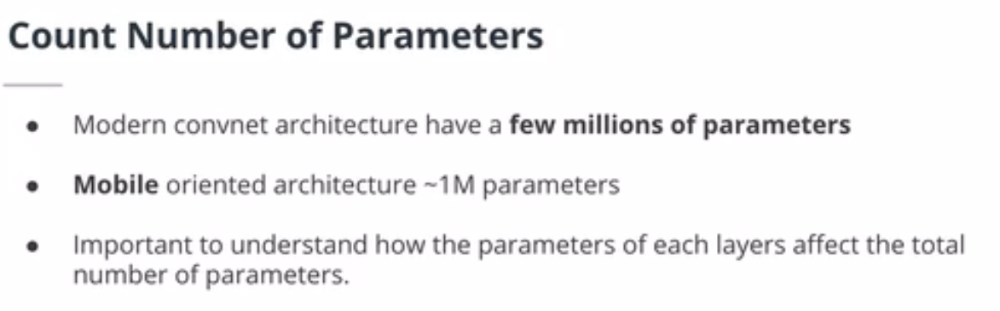 Count Number of Parameters
● Modern convnet architecture have a few millions of parameters
● Mobile oriented architecture ~1M parameters
● Important to understand how the parameters of each layers affect the total
number of parameters.